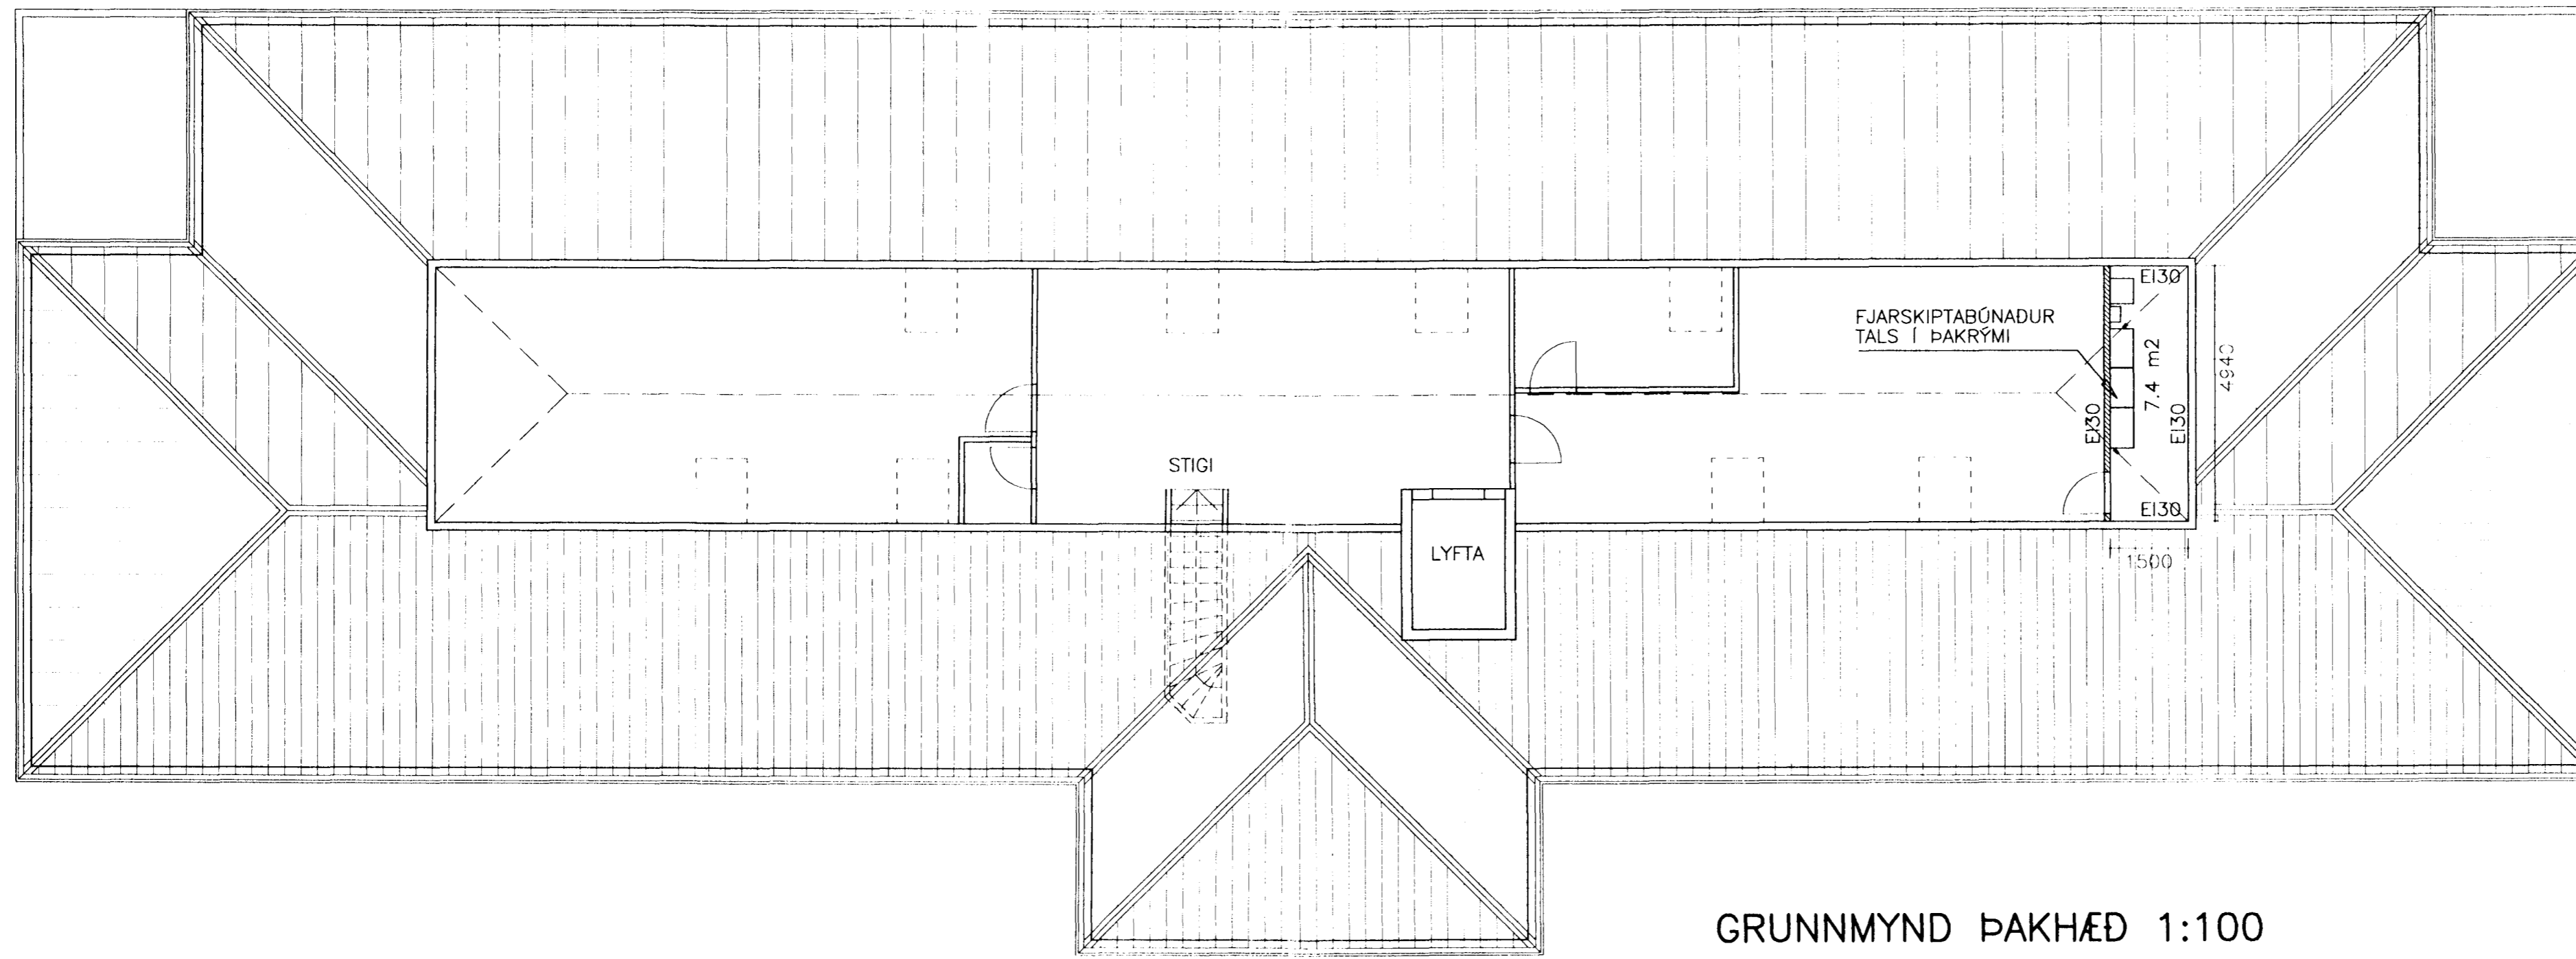 EI30
FJARSKIPTABÚNAÐUR
TALS Í ÞAKRÝMI
7.4 m2
4940
EI30
EI30
STIGI
EI30
LYFTA
1500
GRUNNMYND ÞAKHÆÐ 1:100